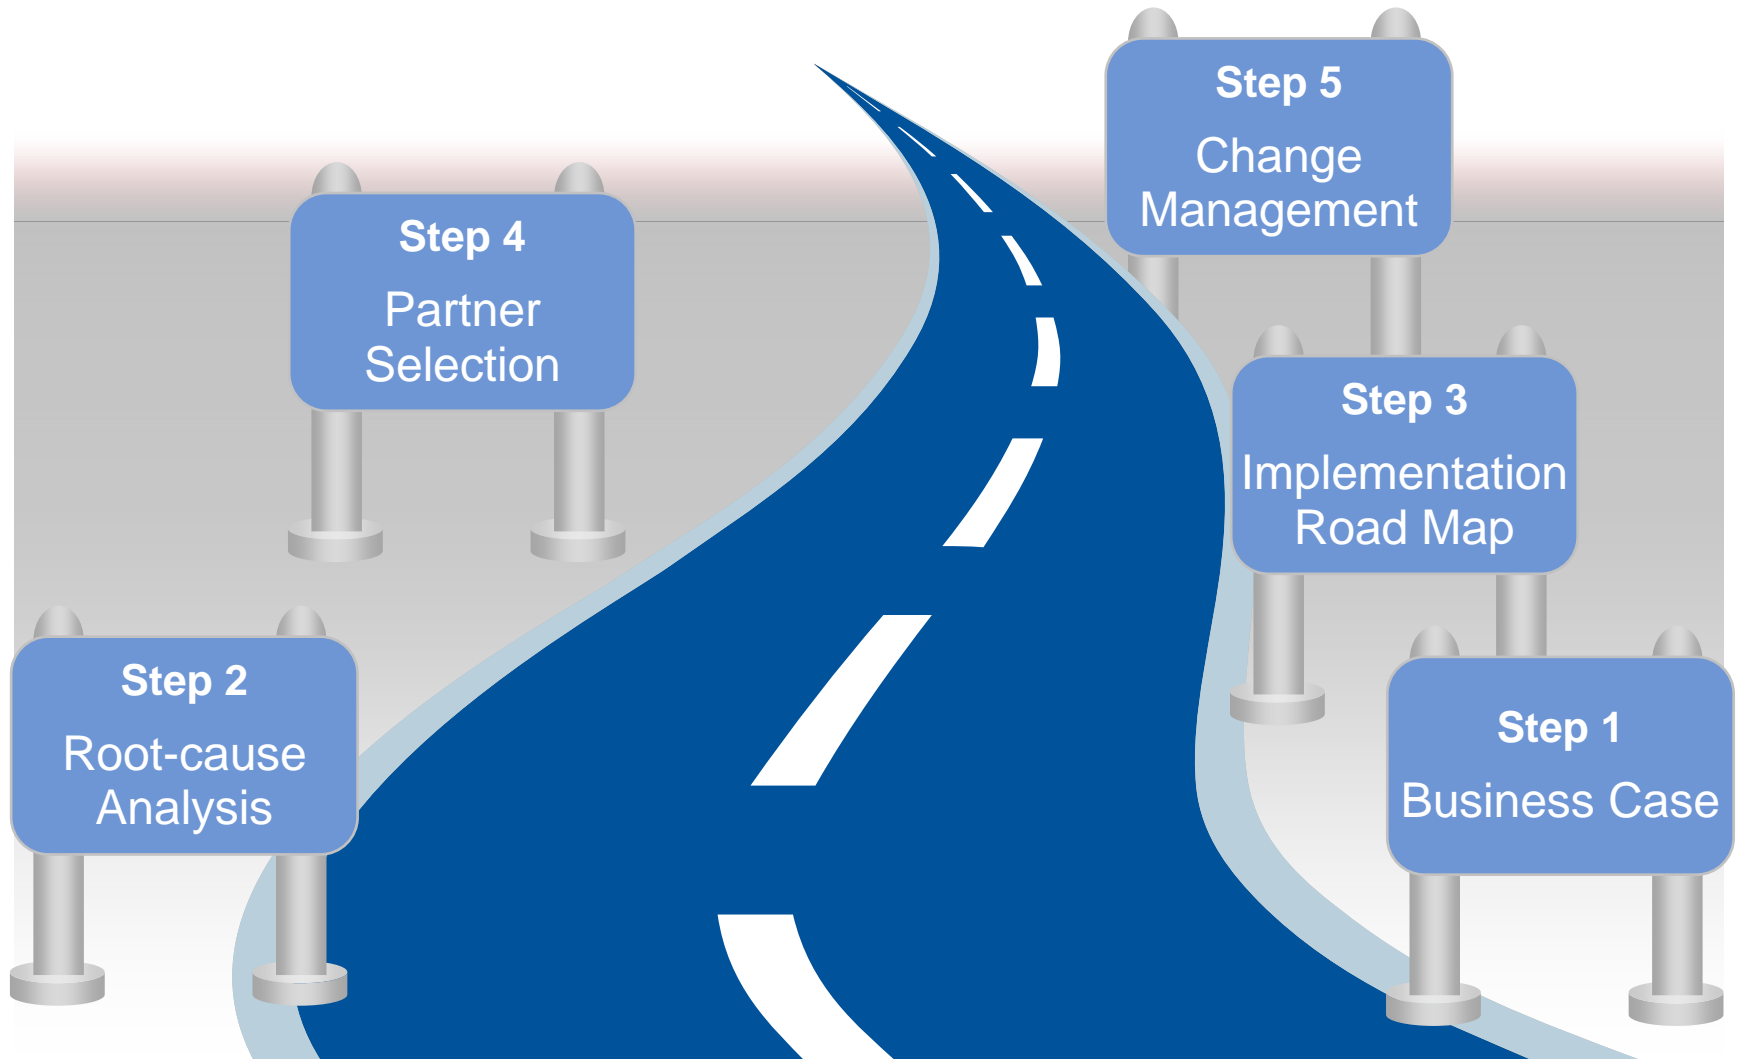 Step 5
Change
Management
Step 4
Partner
Selection
Step 3
Implementation
Road Map
Step 2
Root-cause
Analysis
Step 1
Business Case